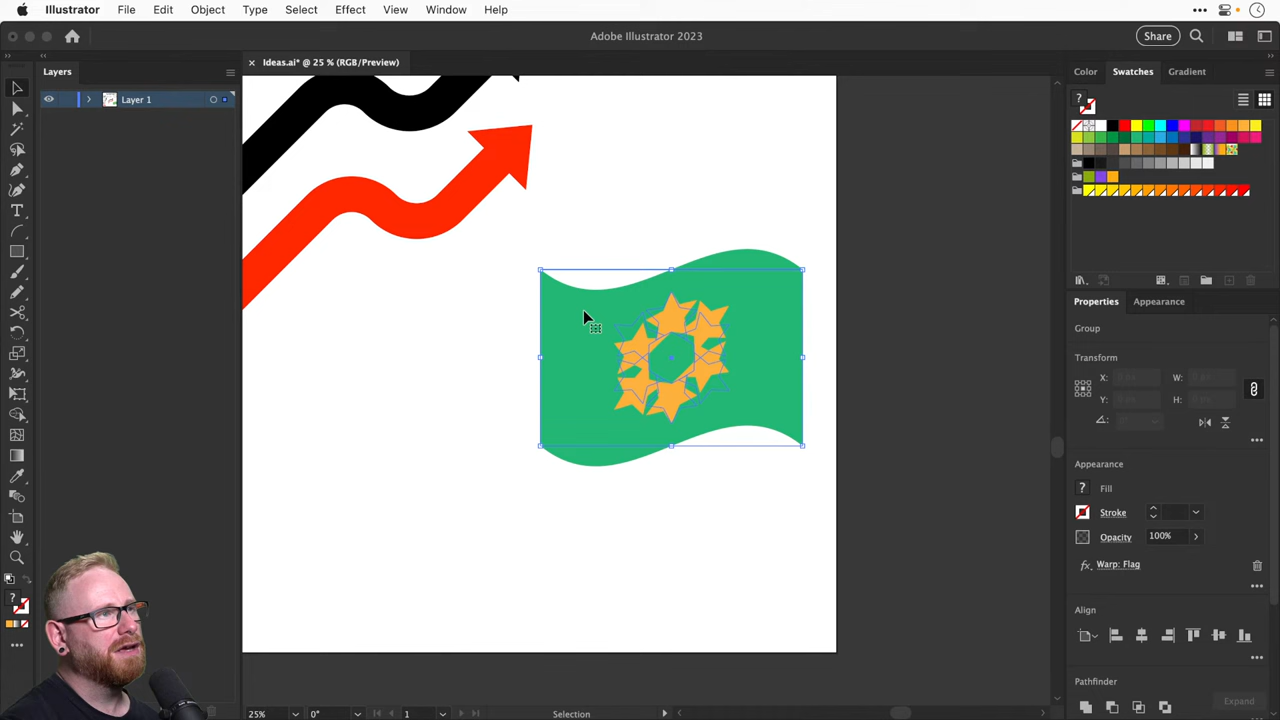 Illustrator File Edit Object Type Select Effect View Window Help
Adobe Illustrator 2023
Share
× Ideas.ai* @ 25 % (RGB/Preview)
Layers
Layer 1
Color Swatches Gradient
Properties Appearance
Group
Transform
X: W:
Y: H:
Appearance
? Fill
Stroke
Opacity 100%
fx Warp: Flag
Align
Pathfinder
Expand
25% 0° 1 Selection